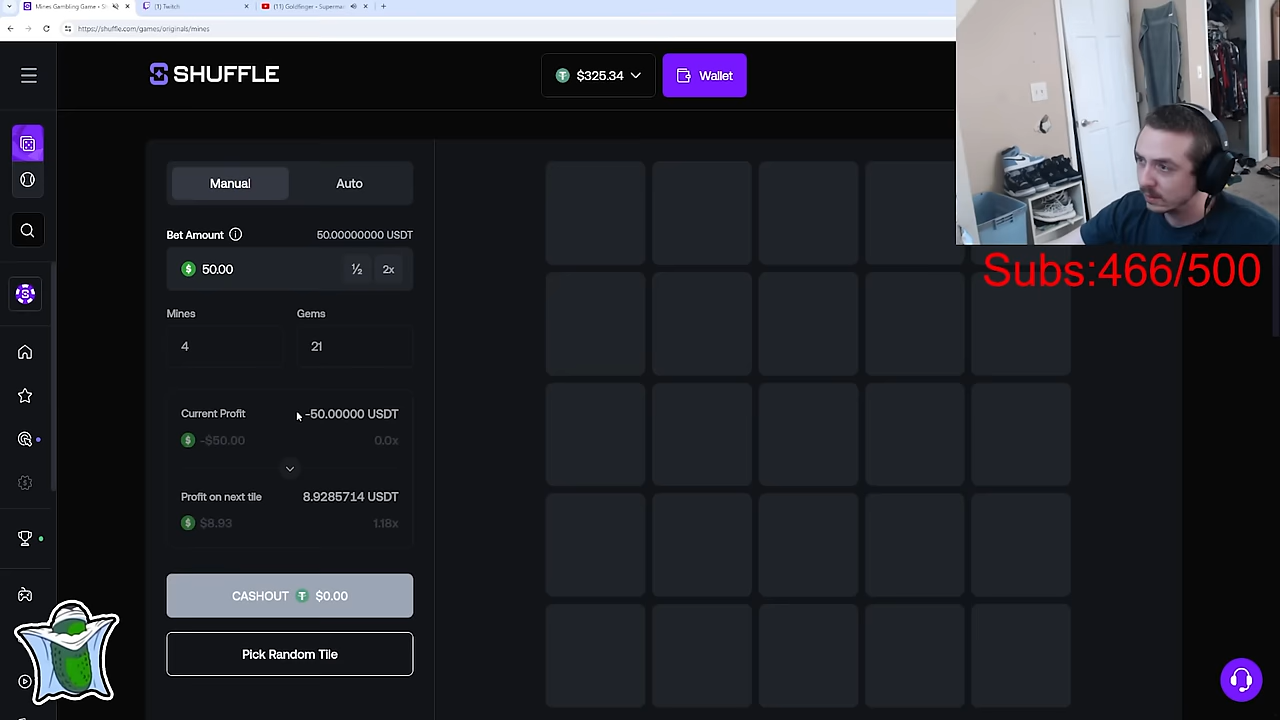 Mines Gambling Game • Sh
(1) Twitch
(11) Goldfinger - Superman
https://shuffle.com/games/originals/mines
SHUFFLE
$325.34
Wallet
Manual
Auto
Bet Amount
50.00000000 USDT
50.00
½
2x
Mines
Gems
4
21
Current Profit
-50.00000 USDT
-$50.00
0.0x
Profit on next tile
8.9285714 USDT
$8.93
1.18x
CASHOUT
$0.00
Pick Random Tile
Subs:466/500